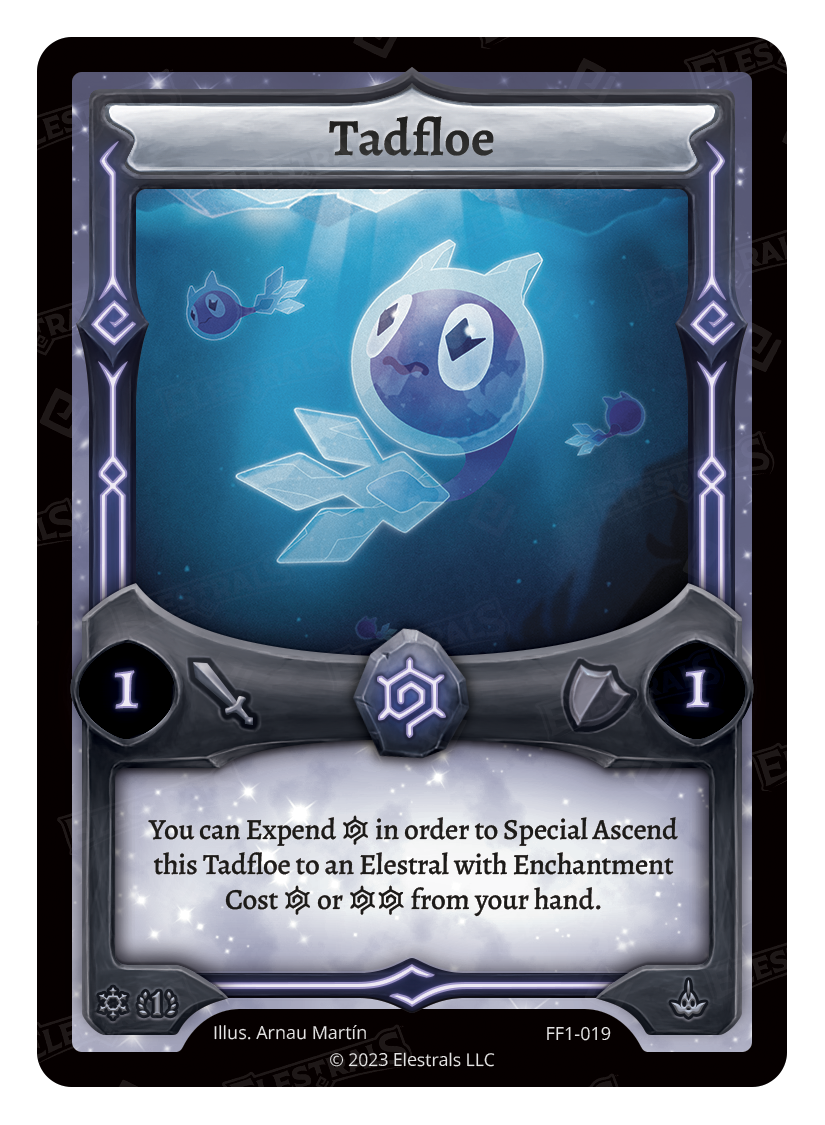 Tadfloe
1
1
You can Expend in order to Special Ascend
this Tadfloe to an Elestral with Enchantment
Cost or from your hand.
1
Illus. Arnau Martín
FF1-019
© 2023 Elestrals LLC